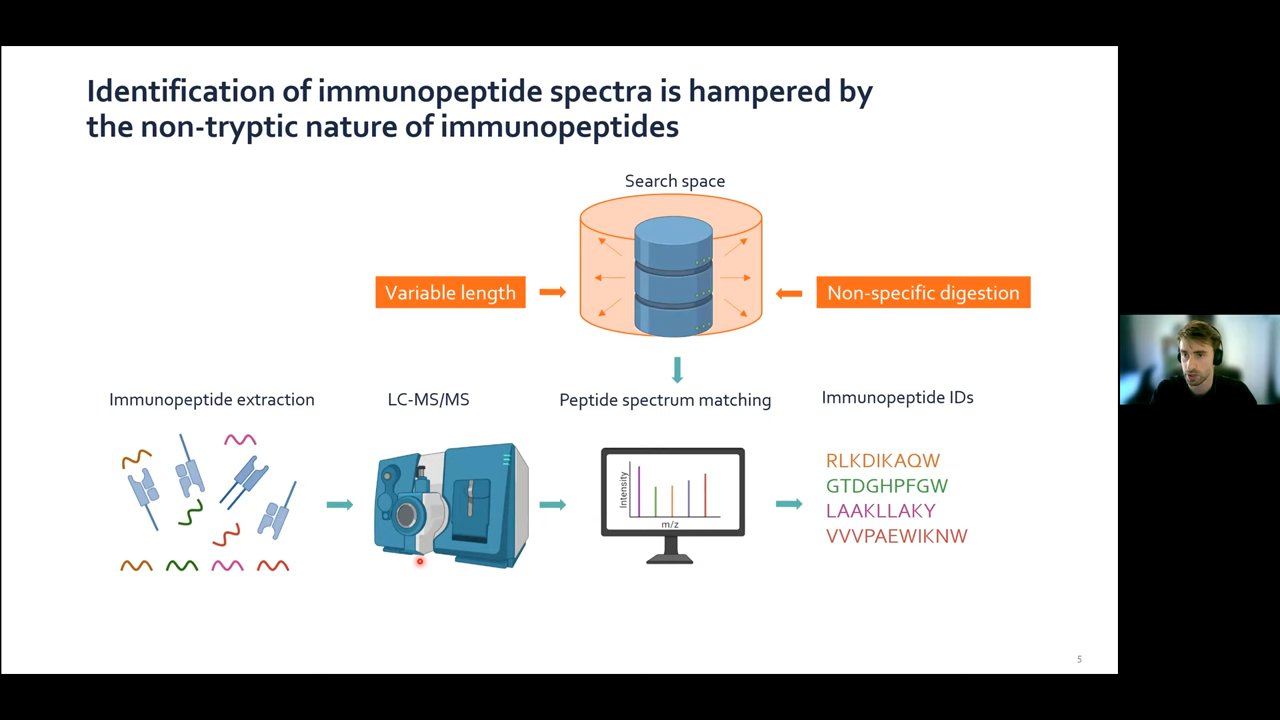 Identification of immunopeptide spectra is hampered by
the non-tryptic nature of immunopeptides
Search space
Variable length
Non-specific digestion
Immunopeptide extraction
LC-MS/MS
Peptide spectrum matching
Immunopeptide IDs
Intensity
m/z
RLKDIKAQW
GTDGHPFGW
LAAKLLAKY
VVVPAEWIKNW
5